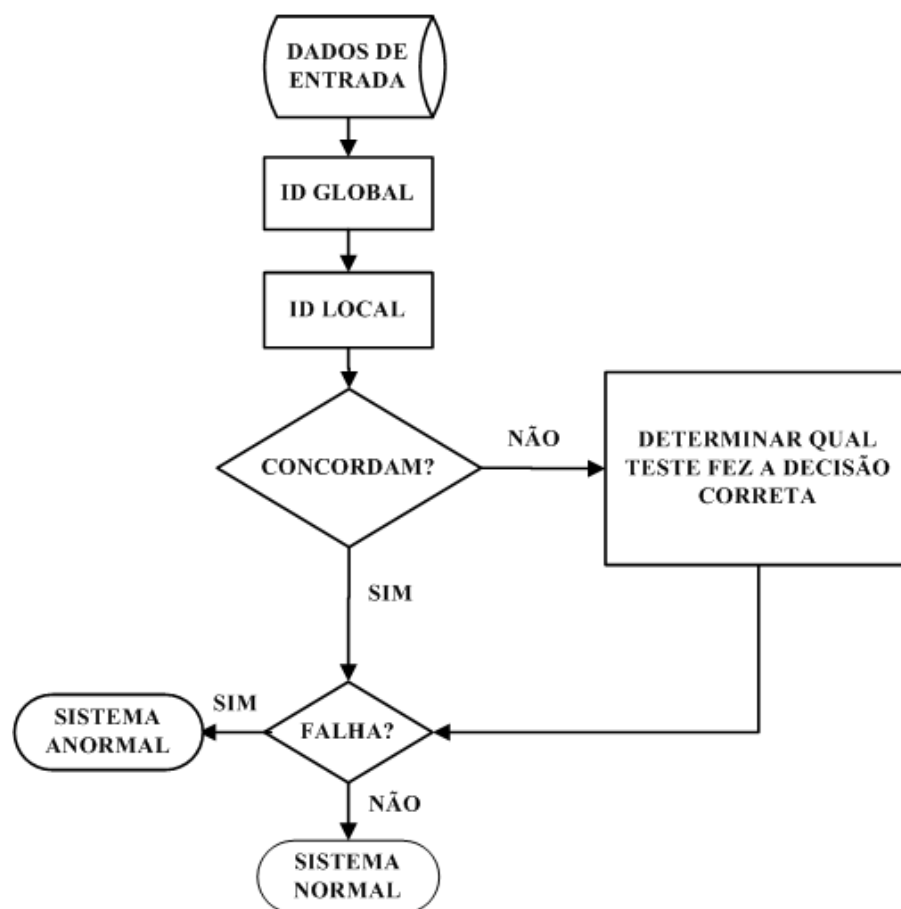 DADOS DE
ENTRADA
ID GLOBAL
ID LOCAL
CONCORDAM?
NÃO
DETERMINAR QUAL
TESTE FEZ A DECISÃO
CORRETA
SIM
FALHA?
SIM
SISTEMA
ANORMAL
NÃO
SISTEMA
NORMAL